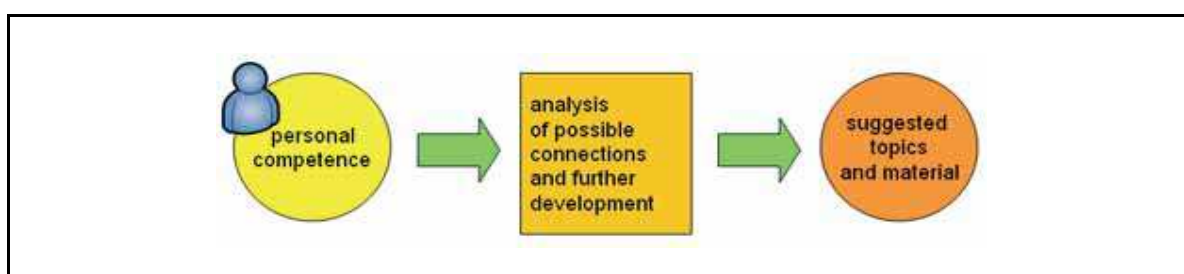 personal
competence
analysis
of possible
connections
and further
development
suggested
topics
and material